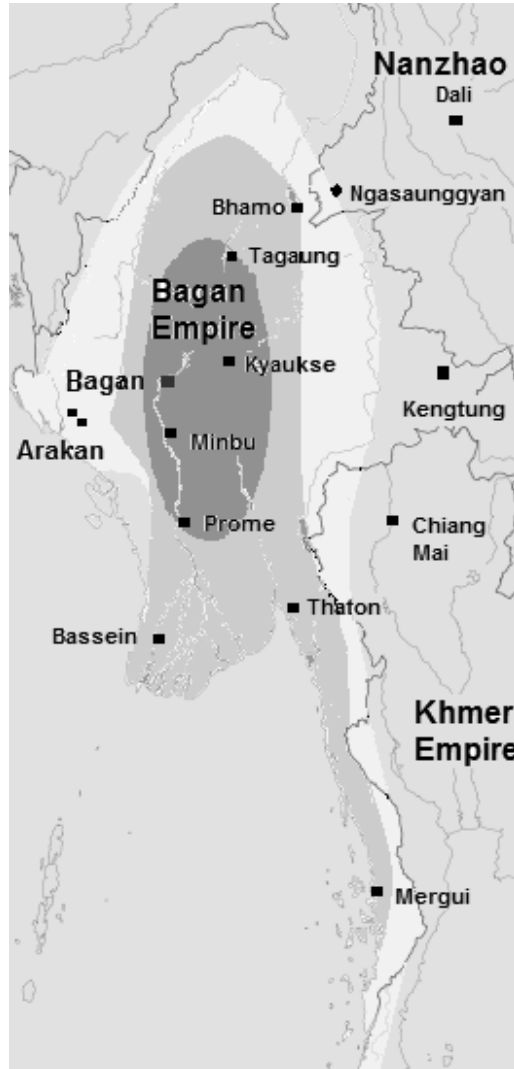 Nanzhao
Dali
Ngasaunggyan
Bhamo
Tagaung
Bagan
Empire
Kyaukse
Bagan
Kengtung
Arakan
Minbu
Prome
Chiang
Mai
Thaton
Bassein
Khmer
Empire
Mergui